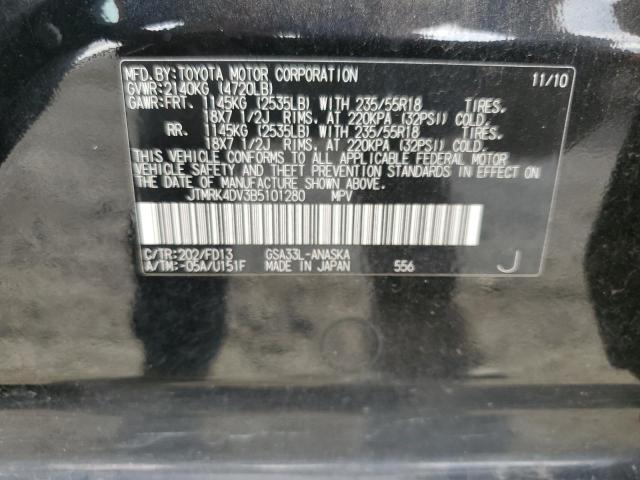 MFD.BY:TOYOTA MOTOR CORPORATION 11/10
GVWR:2140KG (4720LB)
GAWR:FRT. 1145KG (2535LB) WITH 235/55R18 TIRES,
18X7 1/2J RIMS, AT 220KPA (32PSI) COLD.
RR. 1145KG (2535LB) WITH 235/55R18 TIRES,
18X7 1/2J RIMS, AT 220KPA (32PSI) COLD.
THIS VEHICLE CONFORMS TO ALL APPLICABLE FEDERAL MOTOR
VEHICLE SAFETY AND THEFT PREVENTION STANDARDS IN EFFECT
ON THE DATE OF MANUFACTURE SHOWN ABOVE.
JTMRK4DV3B5101280 MPV
C/TR:202/FD13 GSA33L-ANASKA
A/TM:-05A/U151F MADE IN JAPAN 556 J